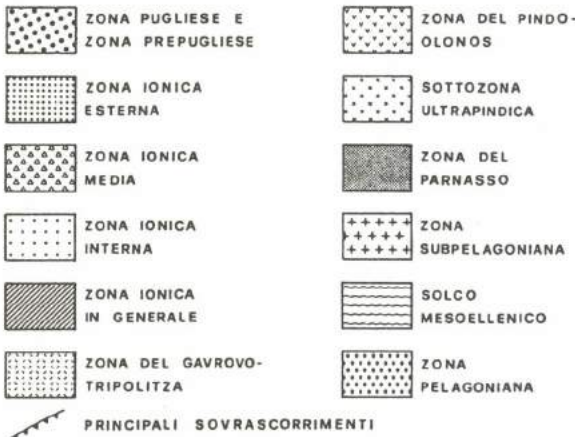 ZONA PUGLIESE E
ZONA PREPUGLIESE
ZONA IONICA
ESTERNA
ZONA IONICA
MEDIA
ZONA IONICA
INTERNA
ZONA IONICA
IN GENERALE
ZONA DEL GAVROVO-
TRIPOLITZA
ZONA DEL PINDO-
OLONOS
SOTTOZONA
ULTRAPINDICA
ZONA DEL
PARNASSO
ZONA
SUBPELAGONIANA
SOLCO
MESOELLENICO
ZONA
PELAGONIANA
PRINCIPALI SOVRASCORRIMENTI